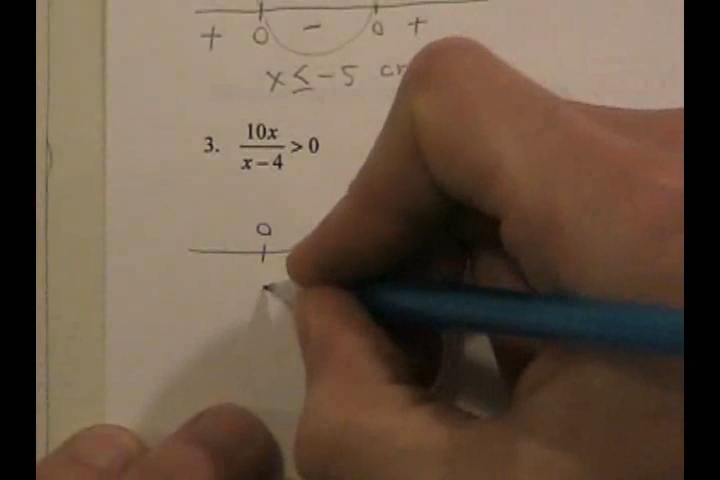 + 0 − 0 +
x ≤ -5
3. 10x / x − 4 > 0
0